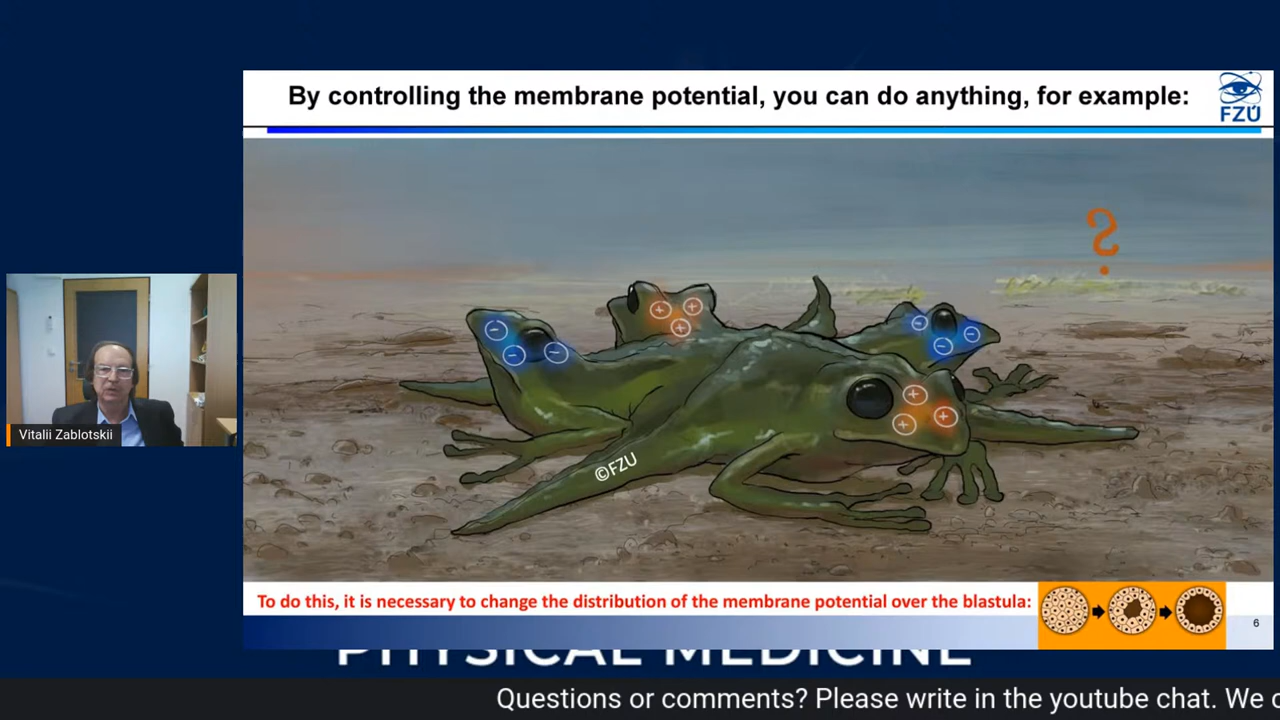 By controlling the membrane potential, you can do anything, for example:
FZÚ
?
©FZU
Vitalii Zablotskii
To do this, it is necessary to change the distribution of the membrane potential over the blastula:
6
PHYSICAL MEDICINE
Questions or comments? Please write in the youtube chat. We